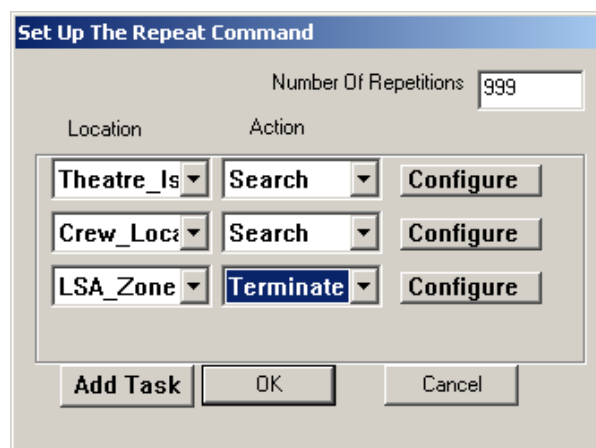 Set Up The Repeat Command
Number Of Repetitions 999
Location Action
Theatre_Is Search Configure
Crew_Loca Search Configure
LSA_Zone Terminate Configure
Add Task OK Cancel